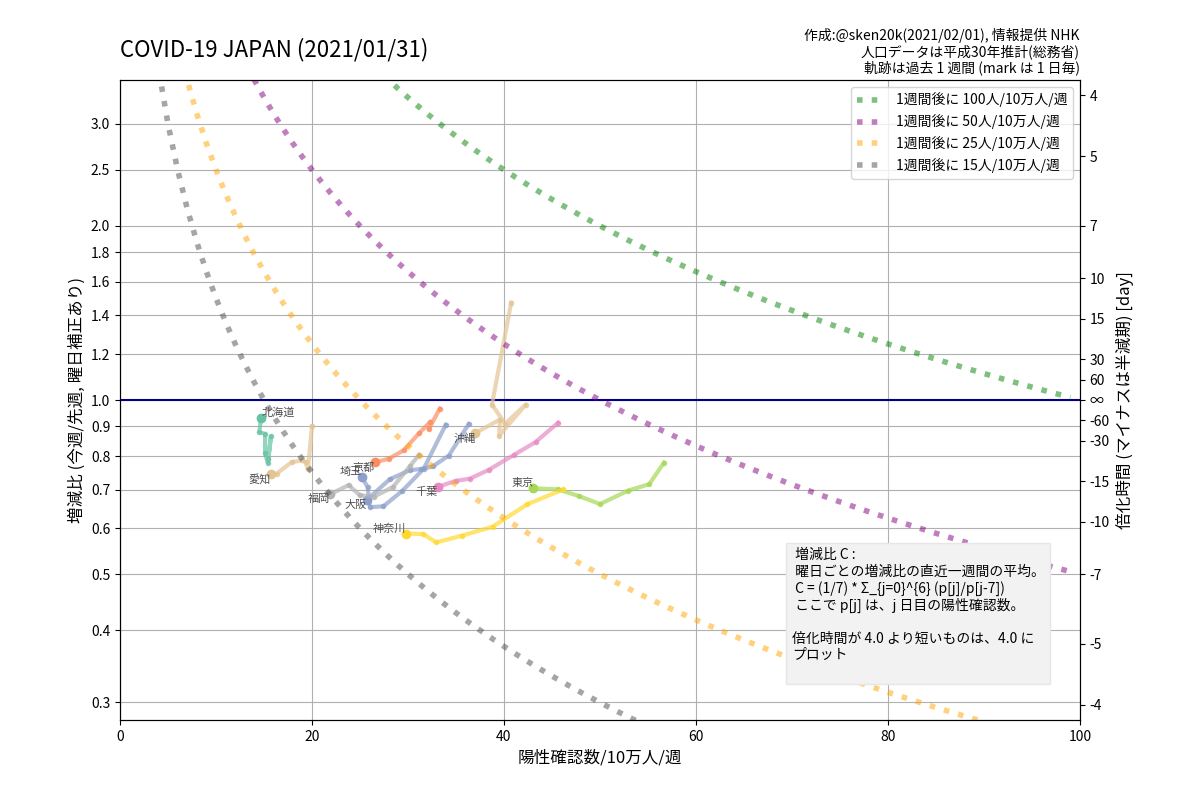 COVID-19 JAPAN (2021/01/31)
作成:@sken20k(2021/02/01), 情報提供 NHK
人口データは平成30年推計(総務省)
軌跡は過去 1 週間 (mark は 1 日毎)
1週間後に 100人/10万人/週
1週間後に 50人/10万人/週
1週間後に 25人/10万人/週
1週間後に 15人/10万人/週
増減比 (今週/先週, 曜日補正あり)
3.0
2.5
2.0
1.8
1.6
1.4
1.2
1.0
0.9
0.8
0.7
0.6
0.5
0.4
0.3
4
5
7
10
15
30
60
∞
-60
-30
-15
-10
-7
-5
-4
倍化時間 (マイナスは半減期) [day]
北海道
沖縄
京都
埼玉
愛知
東京
千葉
福岡
大阪
神奈川
増減比 C :
曜日ごとの増減比の直近一週間の平均。
C = (1/7) * Σ_{j=0}^{6} (p[j]/p[j-7])
ここで p[j] は、j 日目の陽性確認数。
倍化時間が 4.0 より短いものは、4.0 に
プロット
0
20
40
60
80
100
陽性確認数/10万人/週